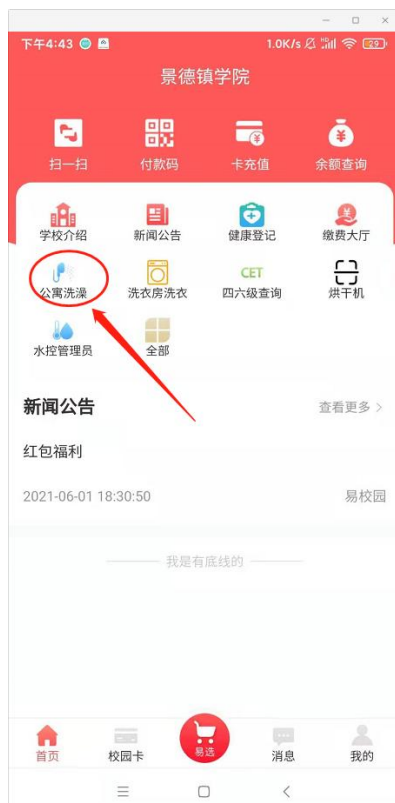 下午4:43
1.0K/s
29
景德镇学院
扫一扫 付款码 卡充值 余额查询
学校介绍 新闻公告 健康登记 缴费大厅
CET
公寓洗澡 洗衣房洗衣 四六级查询 烘干机
水控管理员 全部
新闻公告 查看更多 >
红包福利
2021-06-01 18:30:50 易校园
我是有底线的
易选
首页 校园卡 消息 我的